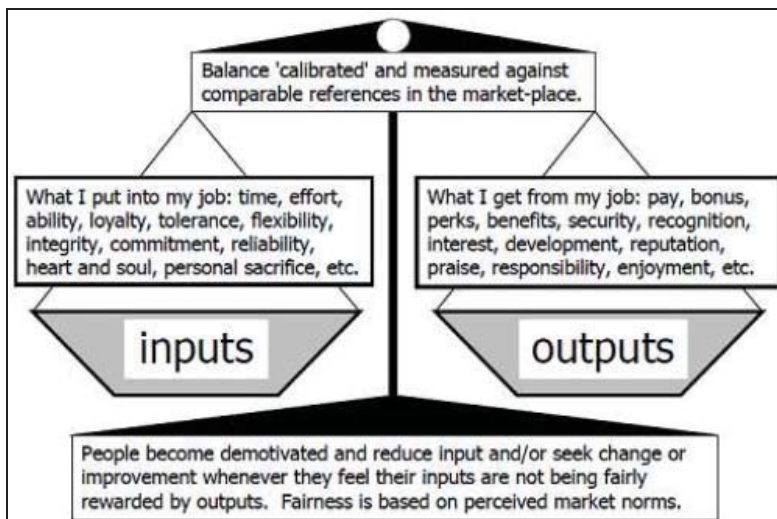 Balance 'calibrated' and measured against
comparable references in the market-place.
What I put into my job: time, effort,
ability, loyalty, tolerance, flexibility,
integrity, commitment, reliability,
heart and soul, personal sacrifice, etc.
What I get from my job: pay, bonus,
perks, benefits, security, recognition,
interest, development, reputation,
praise, responsibility, enjoyment, etc.
inputs
outputs
People become demotivated and reduce input and/or seek change or
improvement whenever they feel their inputs are not being fairly
rewarded by outputs.  Fairness is based on perceived market norms.